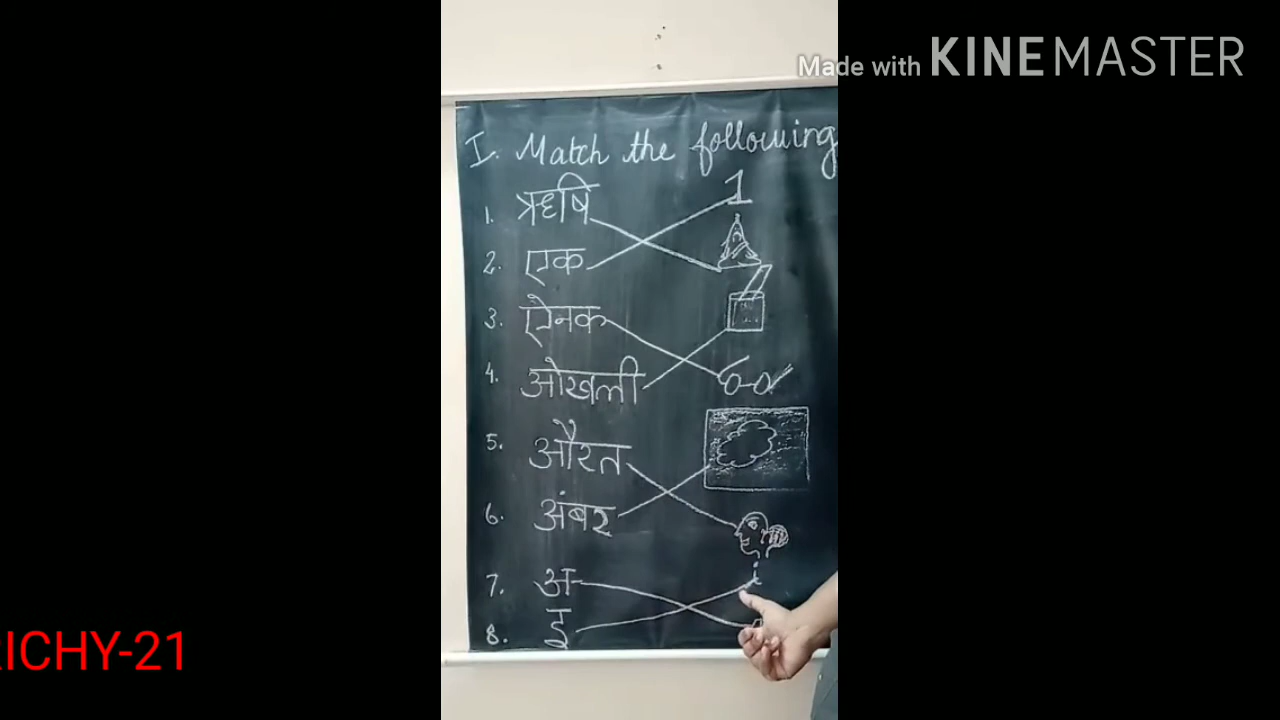 Made with KINEMASTER
I. Match the following
1. ऋषि 1
2. एक
3. ऐनक
4. ओखली
5. औरत
6. अंबर
7. अ i
8. इ
RICHY-21